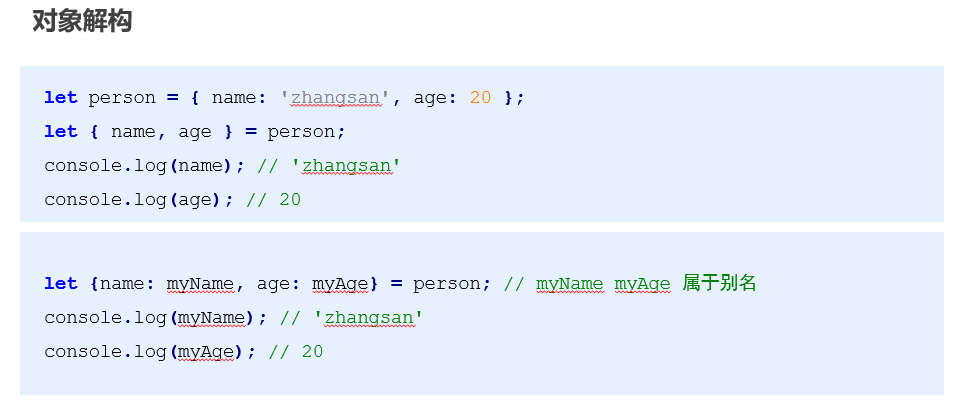 对象解构
let person = { name: 'zhangsan', age: 20 };
let { name, age } = person;
console.log(name); // 'zhangsan'
console.log(age); // 20
let {name: myName, age: myAge} = person; // myName myAge 属于别名
console.log(myName); // 'zhangsan'
console.log(myAge); // 20